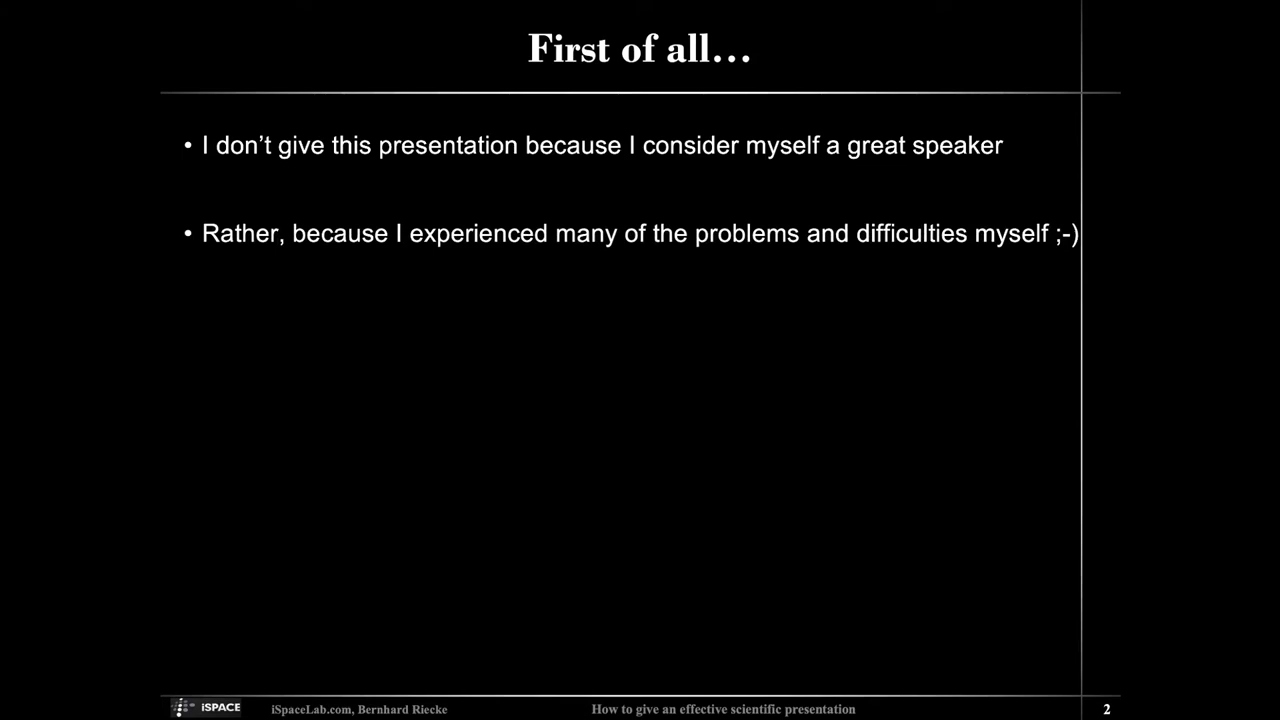 First of all…
• I don’t give this presentation because I consider myself a great speaker
• Rather, because I experienced many of the problems and difficulties myself ;-)
iSPACE iSpaceLab.com, Bernhard Riecke How to give an effective scientific presentation 2